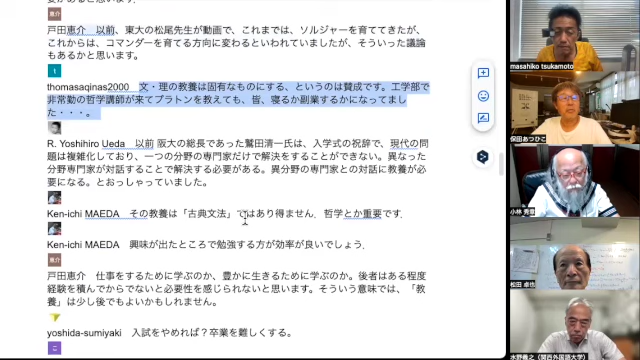 戸田恵介　以前、東大の松尾先生が動画で、これまでは、ソルジャーを育ててきたが、
これからは、コマンダーを育てる方向に変わるといわれていましたが、そういった議論
もあるかと思います。
t
thomasaqinas2000　文・理の教養は固有なものにする、というのは賛成です。工学部で
非常勤の哲学講師が来てプラトンを教えても、皆、寝るか副業するかになってまし
た・・・。
R. Yoshihiro Ueda　以前 阪大の総長であった鷲田清一氏は、入学式の祝辞で、現代の問
題は複雑化しており、一つの分野の専門家だけで解決をすることができない。異なった
分野専門家が対話することで解決する必要がある。異分野の専門家との対話に教養が必
要になる。とおっしゃっていました。
Ken-ichi MAEDA　その教養は「古典文法」ではあり得ません．哲学とか重要です．
Ken-ichi MAEDA　興味が出たところで勉強する方が効率が良いでしょう．
恵介
戸田恵介　仕事をするために学ぶのか、豊かに生きるために学ぶのか。後者はある程度
経験を積んでからでないと必要性を感じられないと思います。そういう意味では、「教
養」は少し後でもよいかもしれません。
yoshida-sumiyaki　入試をやめれば？卒業を難しくする。
こ
masahiko tsukamoto
保田あつひこ
小林 秀章
松田 卓也
水野義之(関西外国語大学)